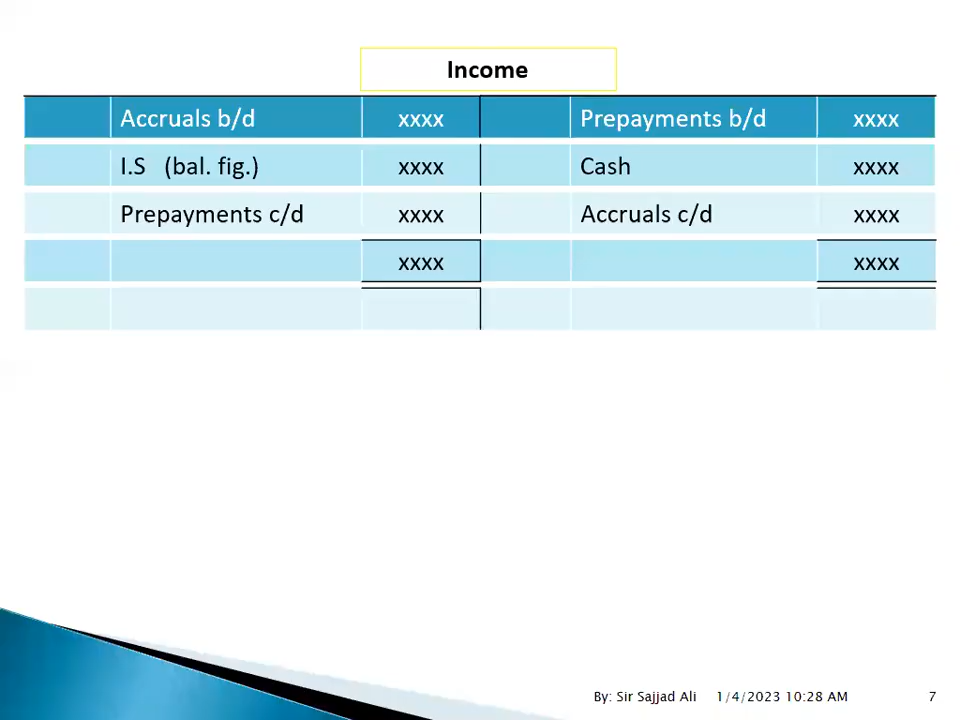 Income
Accruals b/d xxxx Prepayments b/d xxxx
I.S (bal. fig.) xxxx Cash xxxx
Prepayments c/d xxxx Accruals c/d xxxx
xxxx xxxx
By: Sir Sajjad Ali 1/4/2023 10:28 AM 7